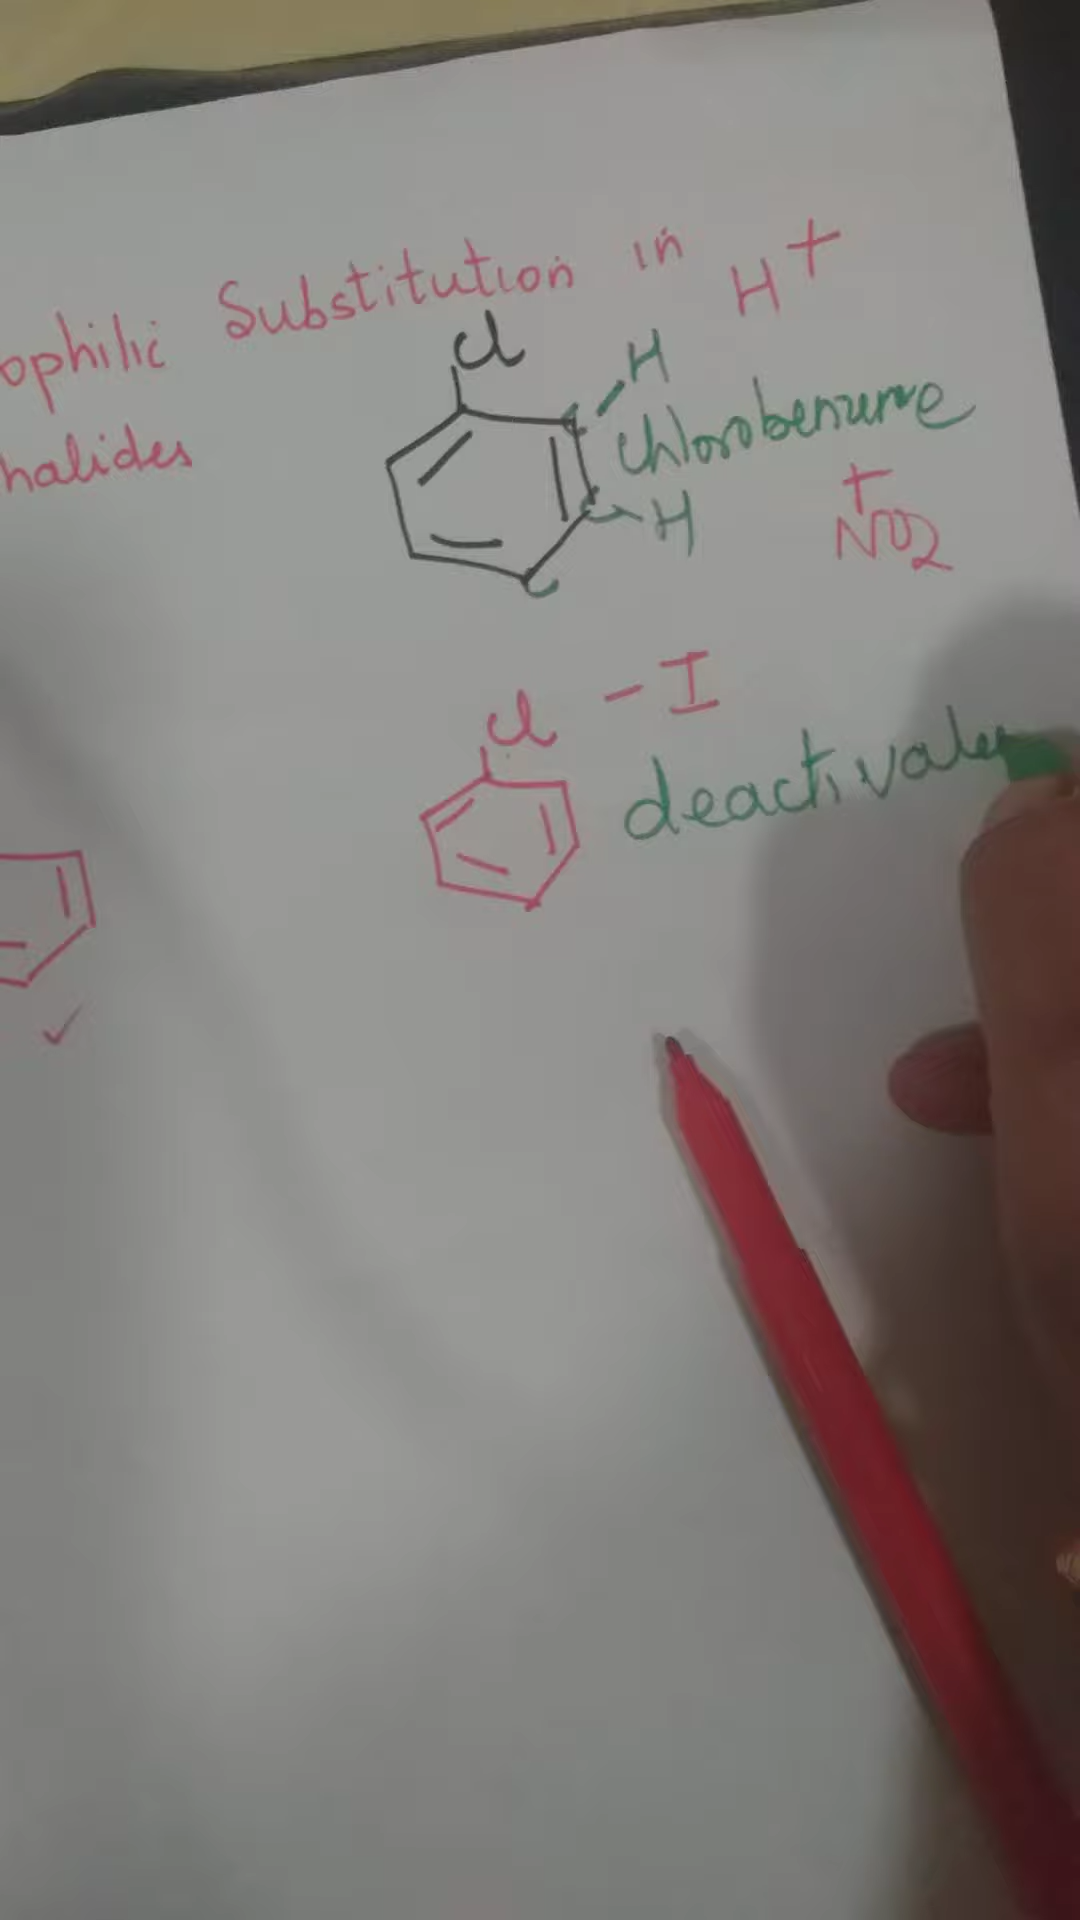 ophilic Substitution in H+
halides
Cl
H
Chlorobenzene
H
+
NO2
Cl - I
deactivate